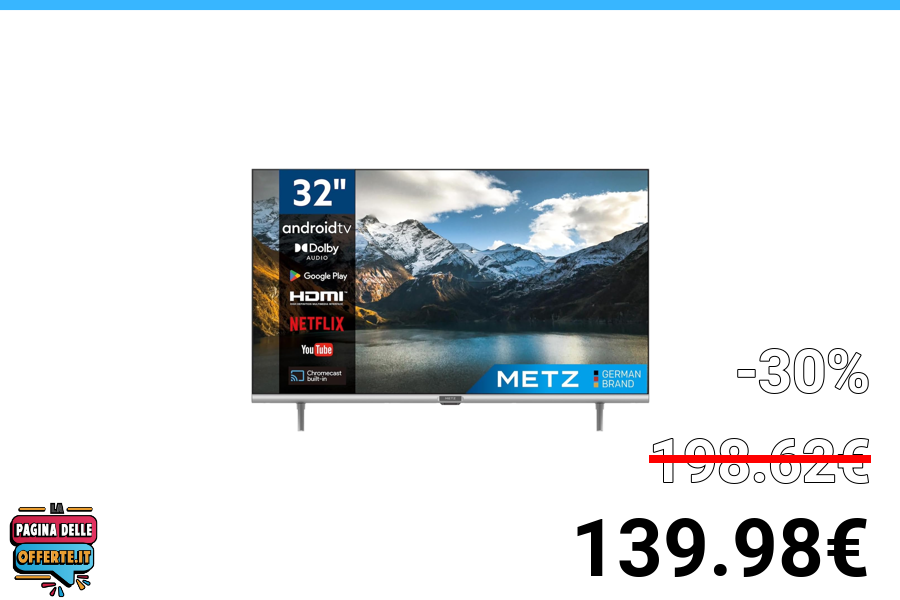 32"
androidtv
Dolby
AUDIO
Google Play
HDMI
NETFLIX
YouTube
Chromecast
built-in
METZ
GERMAN
BRAND
METZ
-30%
198.62€
139.98€
LA
PAGINA DELLE
OFFERTE.IT